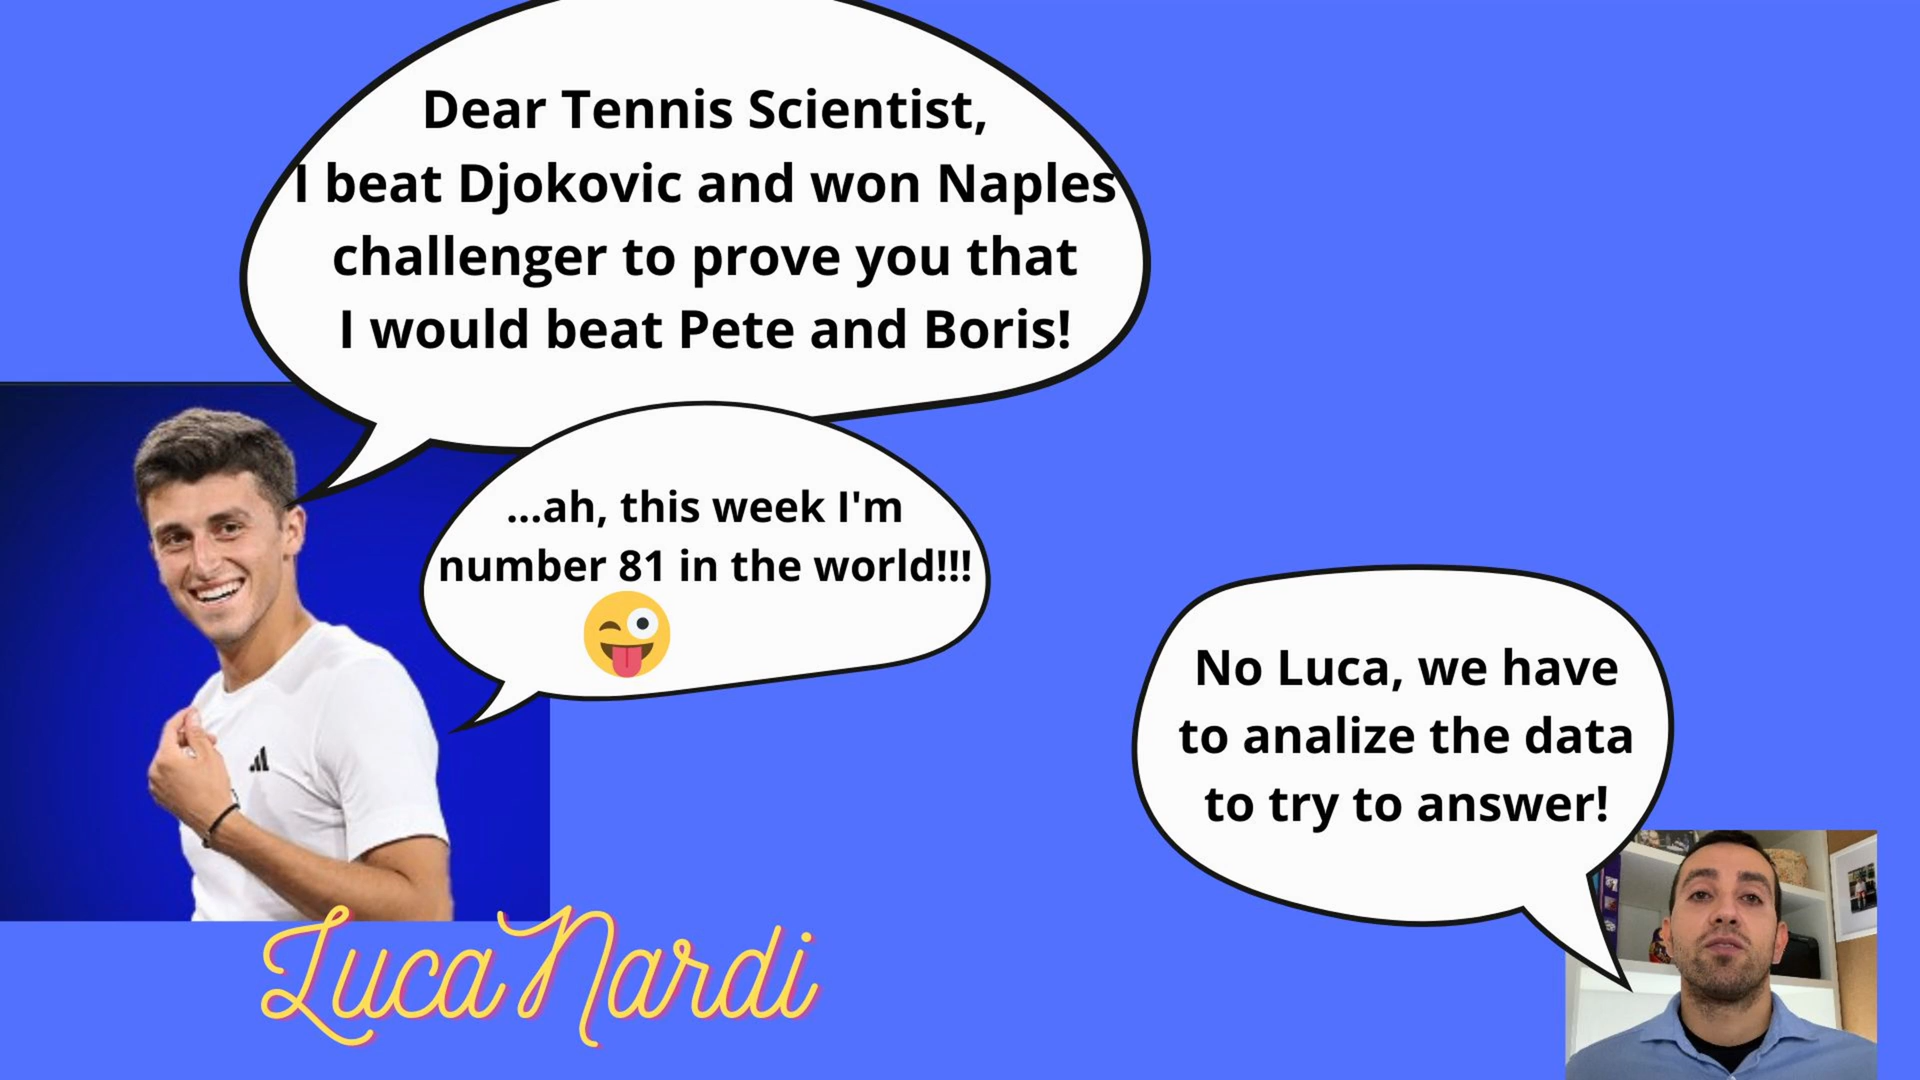 Dear Tennis Scientist,
I beat Djokovic and won Naples
challenger to prove you that
I would beat Pete and Boris!
...ah, this week I'm
number 81 in the world!!!
No Luca, we have
to analize the data
to try to answer!
Luca Nardi